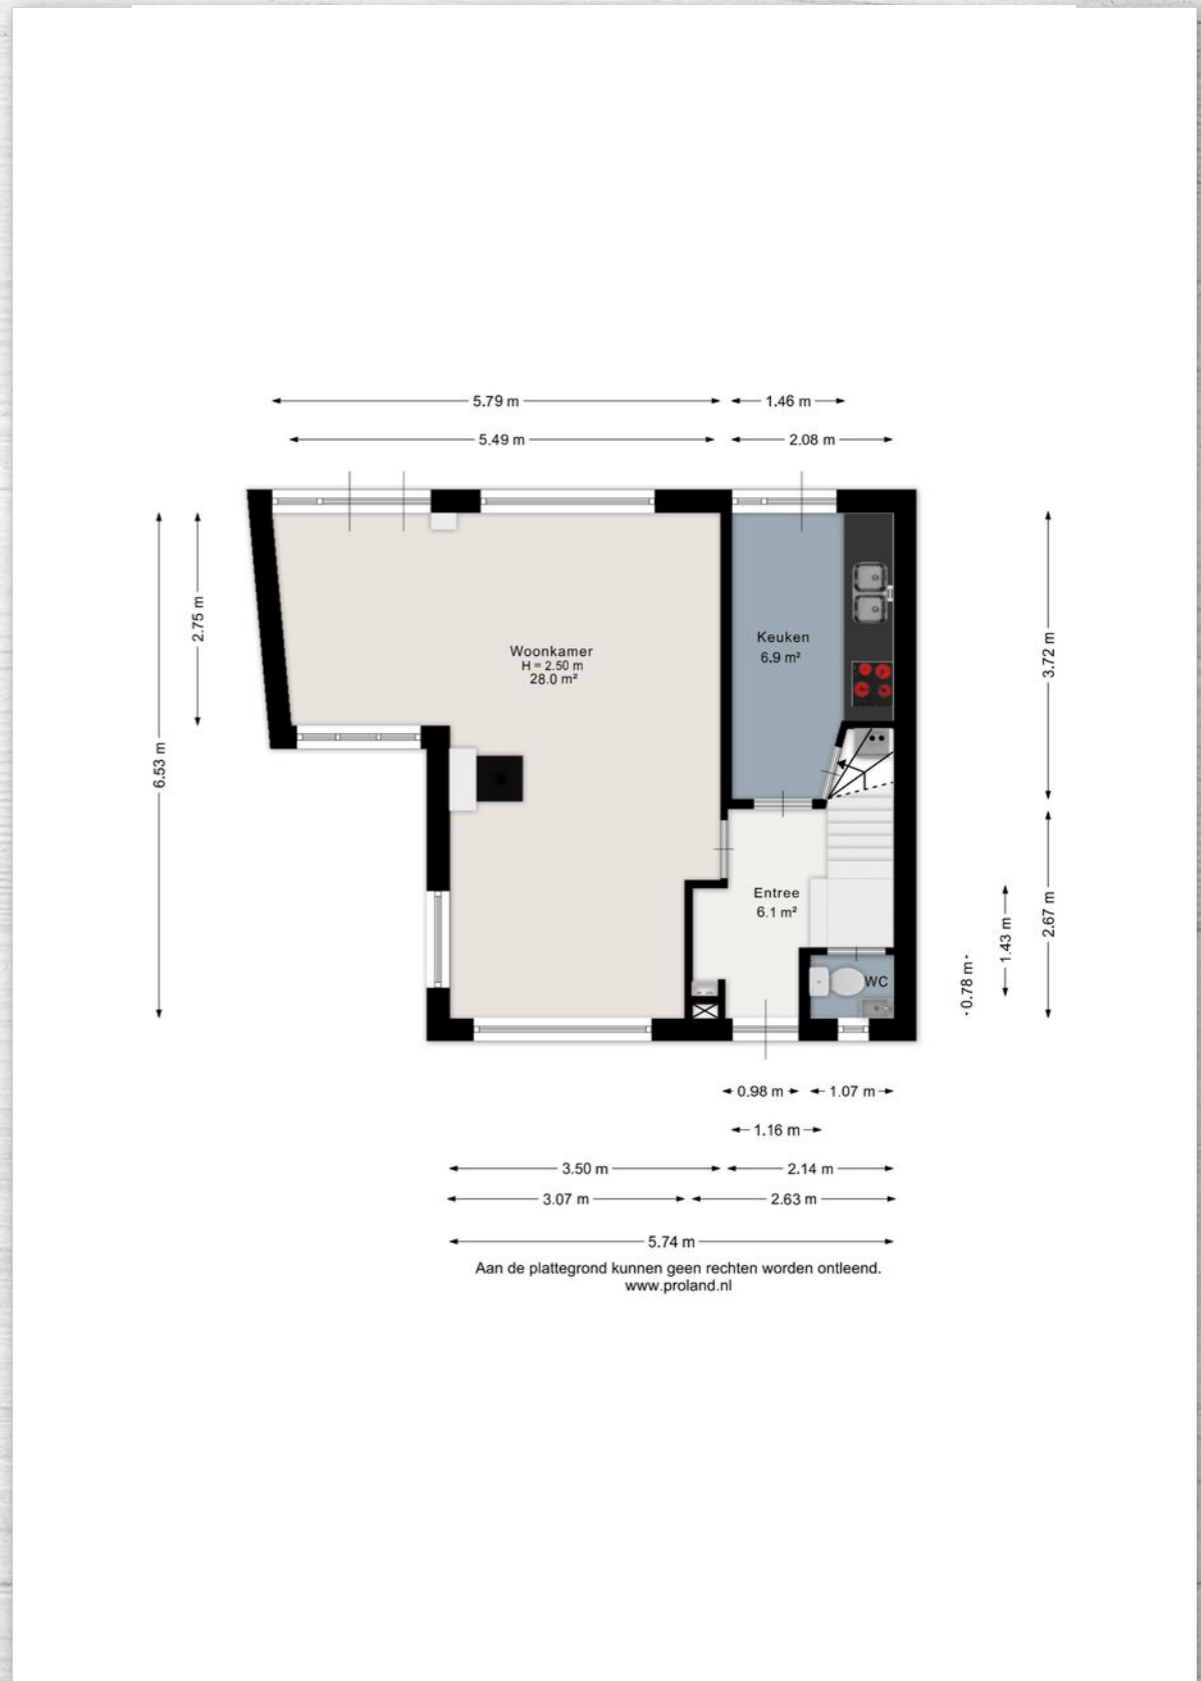 5.79 m
1.46 m
5.49 m
2.08 m
2.75 m
6.53 m
Woonkamer
H = 2.50 m
28.0 m²
Keuken
6.9 m²
3.72 m
Entree
6.1 m²
WC
2.67 m
1.43 m
0.78 m
0.98 m
1.07 m
1.16 m
3.50 m
2.14 m
3.07 m
2.63 m
5.74 m
Aan de plattegrond kunnen geen rechten worden ontleend.
www.proland.nl